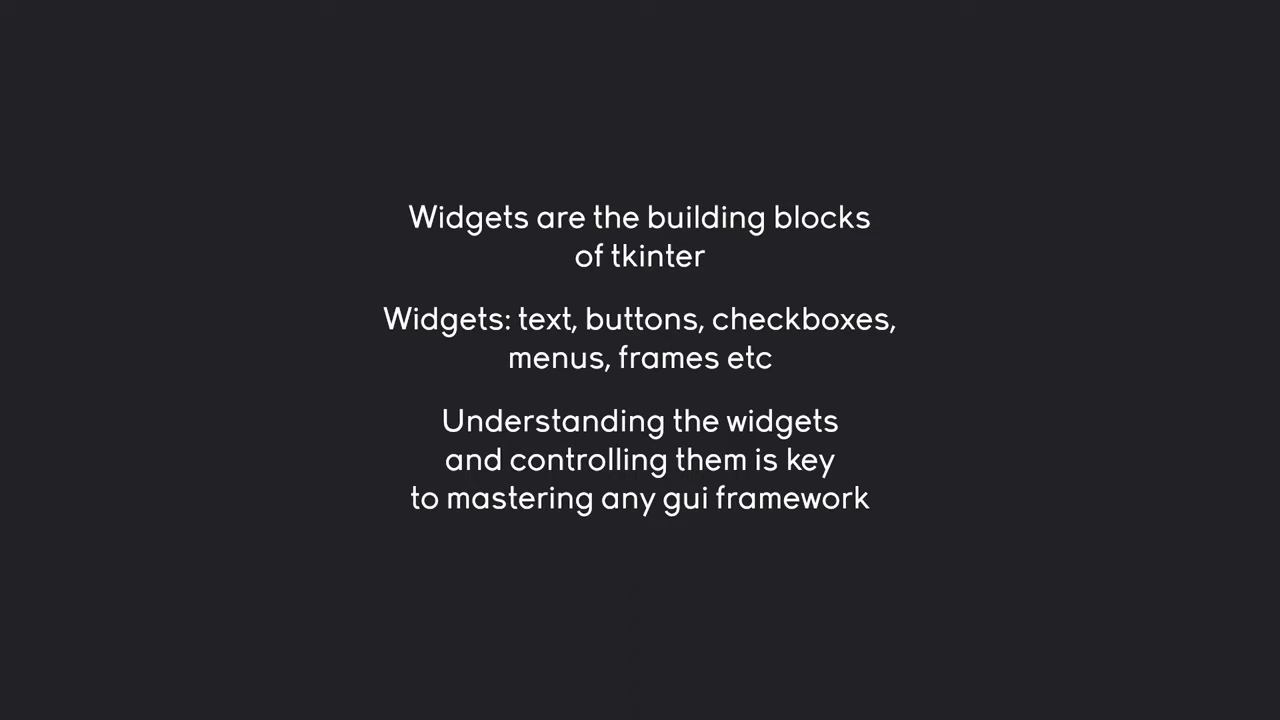 Widgets are the building blocks
of tkinter
Widgets: text, buttons, checkboxes,
menus, frames etc
Understanding the widgets
and controlling them is key
to mastering any gui framework